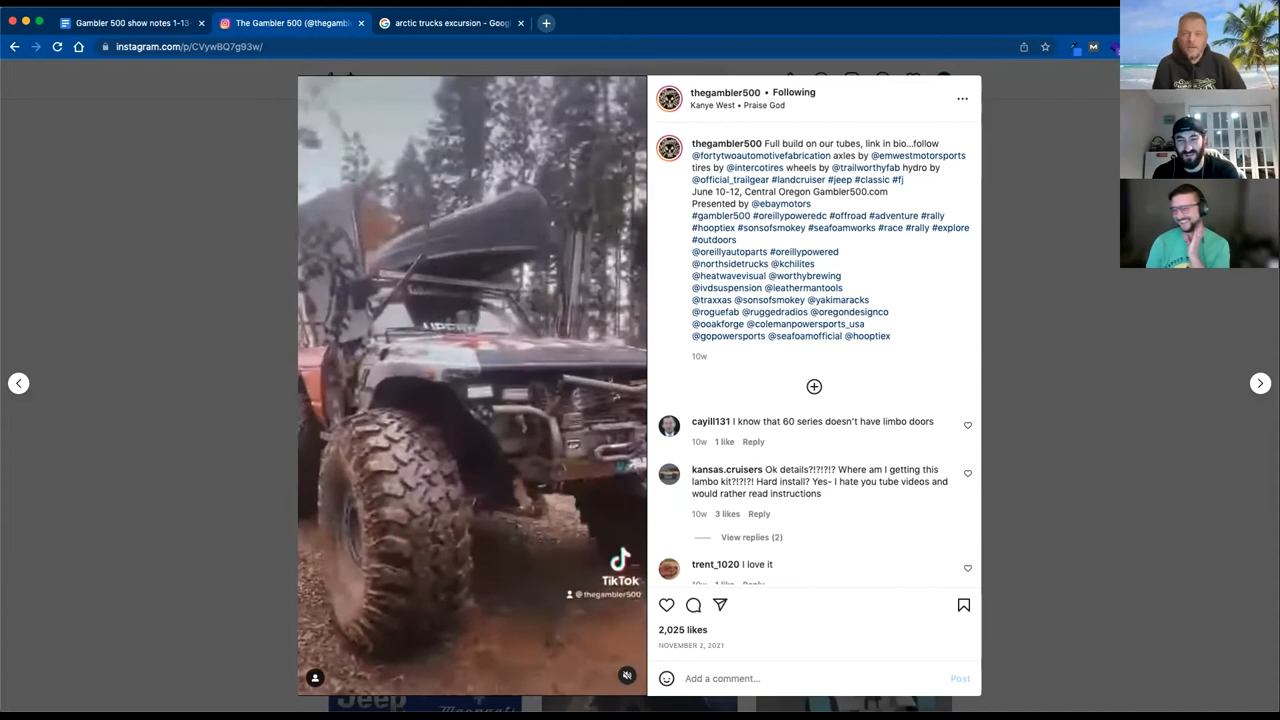 Gambler 500 show notes 1-13-
The Gambler 500 (@thegambl
arctic trucks excursion - Goog
instagram.com/p/CVywBQ7g93w/
thegambler500 • Following
Kanye West • Praise God
thegambler500 Full build on our tubes, link in bio...follow
@fortytwoautomotivefabrication axles by @emwestmotorsports
tires by @intercotires wheels by @trailworthyfab hydro by
@official_trailgear #landcruiser #jeep #classic #fj
June 10-12, Central Oregon Gambler500.com
Presented by @ebaymotors
#gambler500 #oreillypoweredc #offroad #adventure #rally
#hooptiex #sonsofsmokey #seafoamworks #race #rally #explore
#outdoors
@oreillyautoparts #oreillypowered
@northsidetrucks @kchilites
@heatwavevisual @worthybrewing
@ivdsuspension @leathermantools
@traxxas @sonsofsmokey @yakimaracks
@roguefab @ruggedradios @oregondesignco
@ooakforge @colemanpowersports_usa
@gopowersports @seafoamofficial @hooptiex
10w
cayill131 I know that 60 series doesn't have limbo doors
10w 1 like Reply
kansas.cruisers Ok details?!?!?!? Where am I getting this
lambo kit?!?!?! Hard install? Yes- I hate you tube videos and
would rather read instructions
10w 3 likes Reply
View replies (2)
trent_1020 I love it
10w 1 like Reply
TikTok
@thegambler500
2,025 likes
NOVEMBER 2, 2021
Add a comment...
Post
Jeep